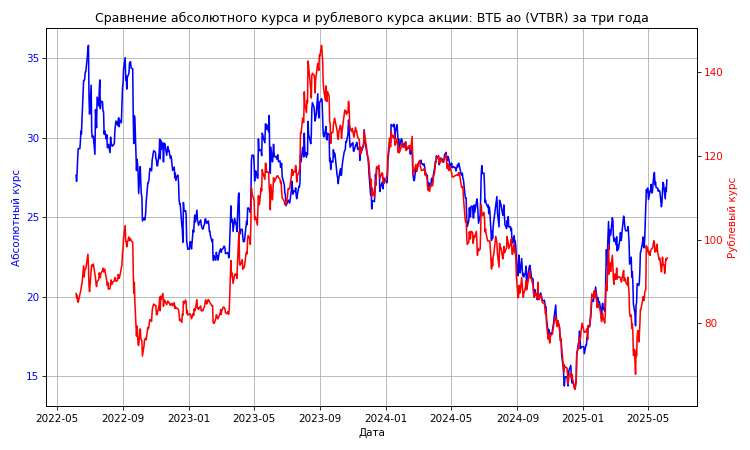 Сравнение абсолютного курса и рублевого курса акции: ВТБ ао (VTBR) за три года
35
30
25
20
15
Абсолютный курс
140
120
100
80
Рублевый курс
2022-05 2022-09 2023-01 2023-05 2023-09 2024-01 2024-05 2024-09 2025-01 2025-05
Дата